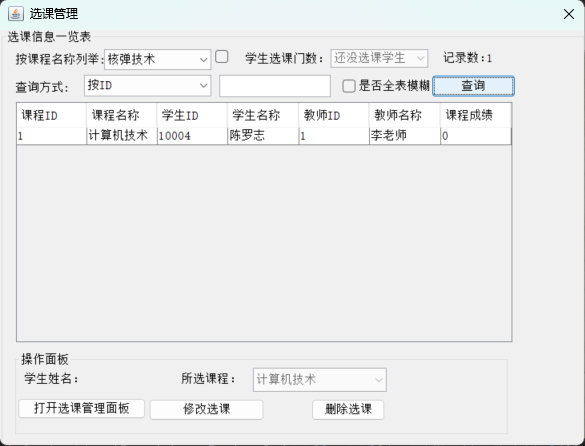 选课管理
选课信息一览表
按课程名称列举: 核弹技术 学生选课门数: 还没选课学生 记录数:1
查询方式: 按ID 是否全表模糊 查询
课程ID 课程名称 学生ID 学生名称 教师ID 教师名称 课程成绩
1 计算机技术 10004 陈罗志 1 李老师 0
操作面板
学生姓名: 所选课程: 计算机技术
打开选课管理面板 修改选课 删除选课